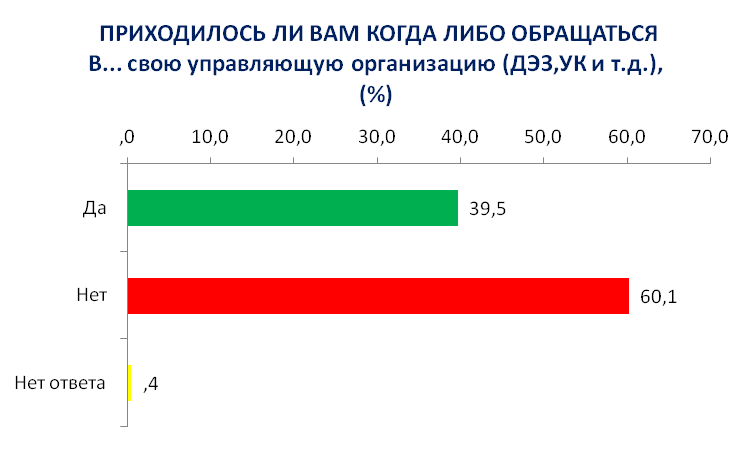 ПРИХОДИЛОСЬ ЛИ ВАМ КОГДА ЛИБО ОБРАЩАТЬСЯ
В... свою управляющую организацию (ДЭЗ,УК и т.д.),
(%)
,0 10,0 20,0 30,0 40,0 50,0 60,0 70,0
Да 39,5
Нет 60,1
Нет ответа ,4